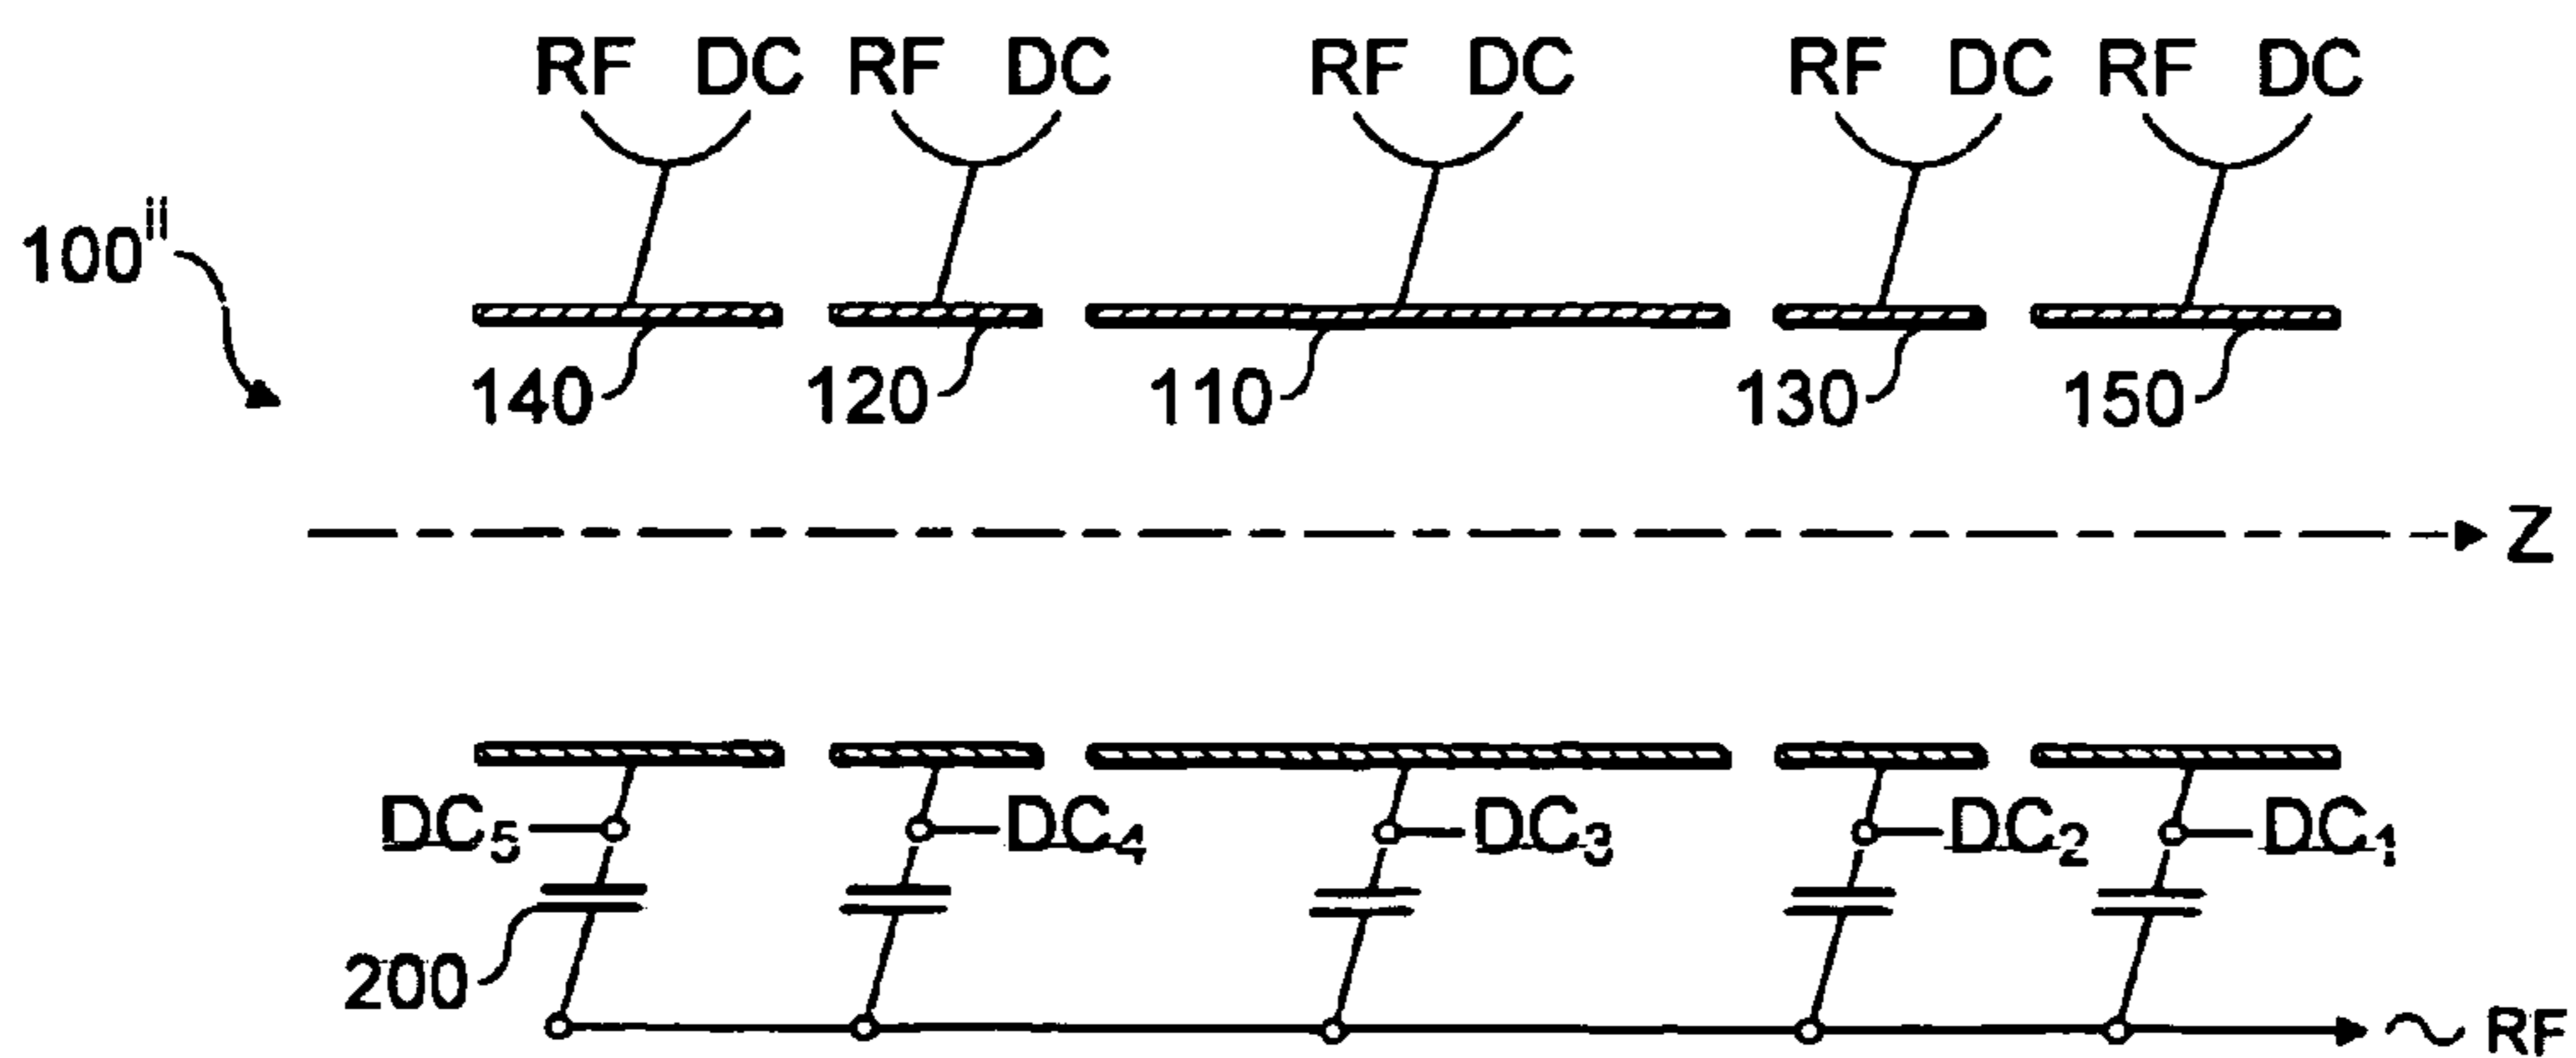 RF DC RF DC RF DC RF DC RF DC
100ⁱⁱ
140 120 110 130 150
Z
DC₅ DC₄ DC₃ DC₂ DC₁
200
~ RF